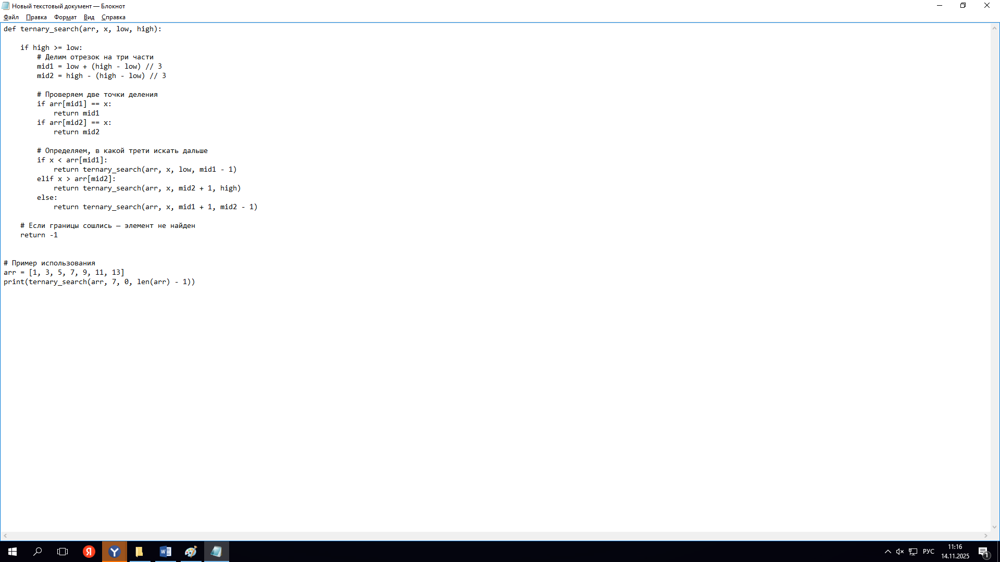 Новый текстовый документ — Блокнот
Файл Правка Формат Вид Справка
def ternary_search(arr, x, low, high):
    if high >= low:
        # Делим отрезок на три части
        mid1 = low + (high - low) // 3
        mid2 = high - (high - low) // 3
        # Проверяем две точки деления
        if arr[mid1] == x:
            return mid1
        if arr[mid2] == x:
            return mid2
        # Определяем, в какой трети искать дальше
        if x < arr[mid1]:
            return ternary_search(arr, x, low, mid1 - 1)
        elif x > arr[mid2]:
            return ternary_search(arr, x, mid2 + 1, high)
        else:
            return ternary_search(arr, x, mid1 + 1, mid2 - 1)
    # Если границы сошлись — элемент не найден
    return -1
# Пример использования
arr = [1, 3, 5, 7, 9, 11, 13]
print(ternary_search(arr, 7, 0, len(arr) - 1))
Я
Y
W
РУС
11:16
14.11.2025
1